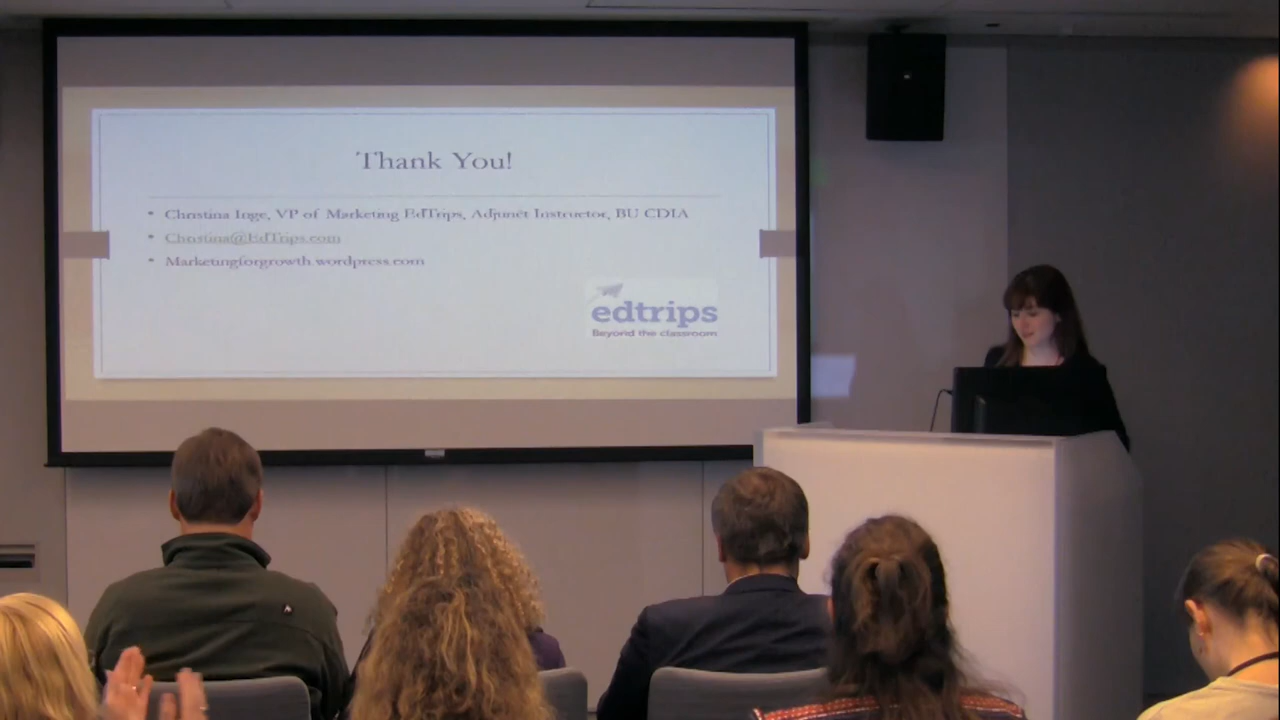 Thank You!
• Christina Inge, VP of Marketing EdTrips, Adjunct Instructor, BU CDIA
• Christina@EdTrips.com
• Marketingforgrowth.wordpress.com
edtrips
Beyond the classroom